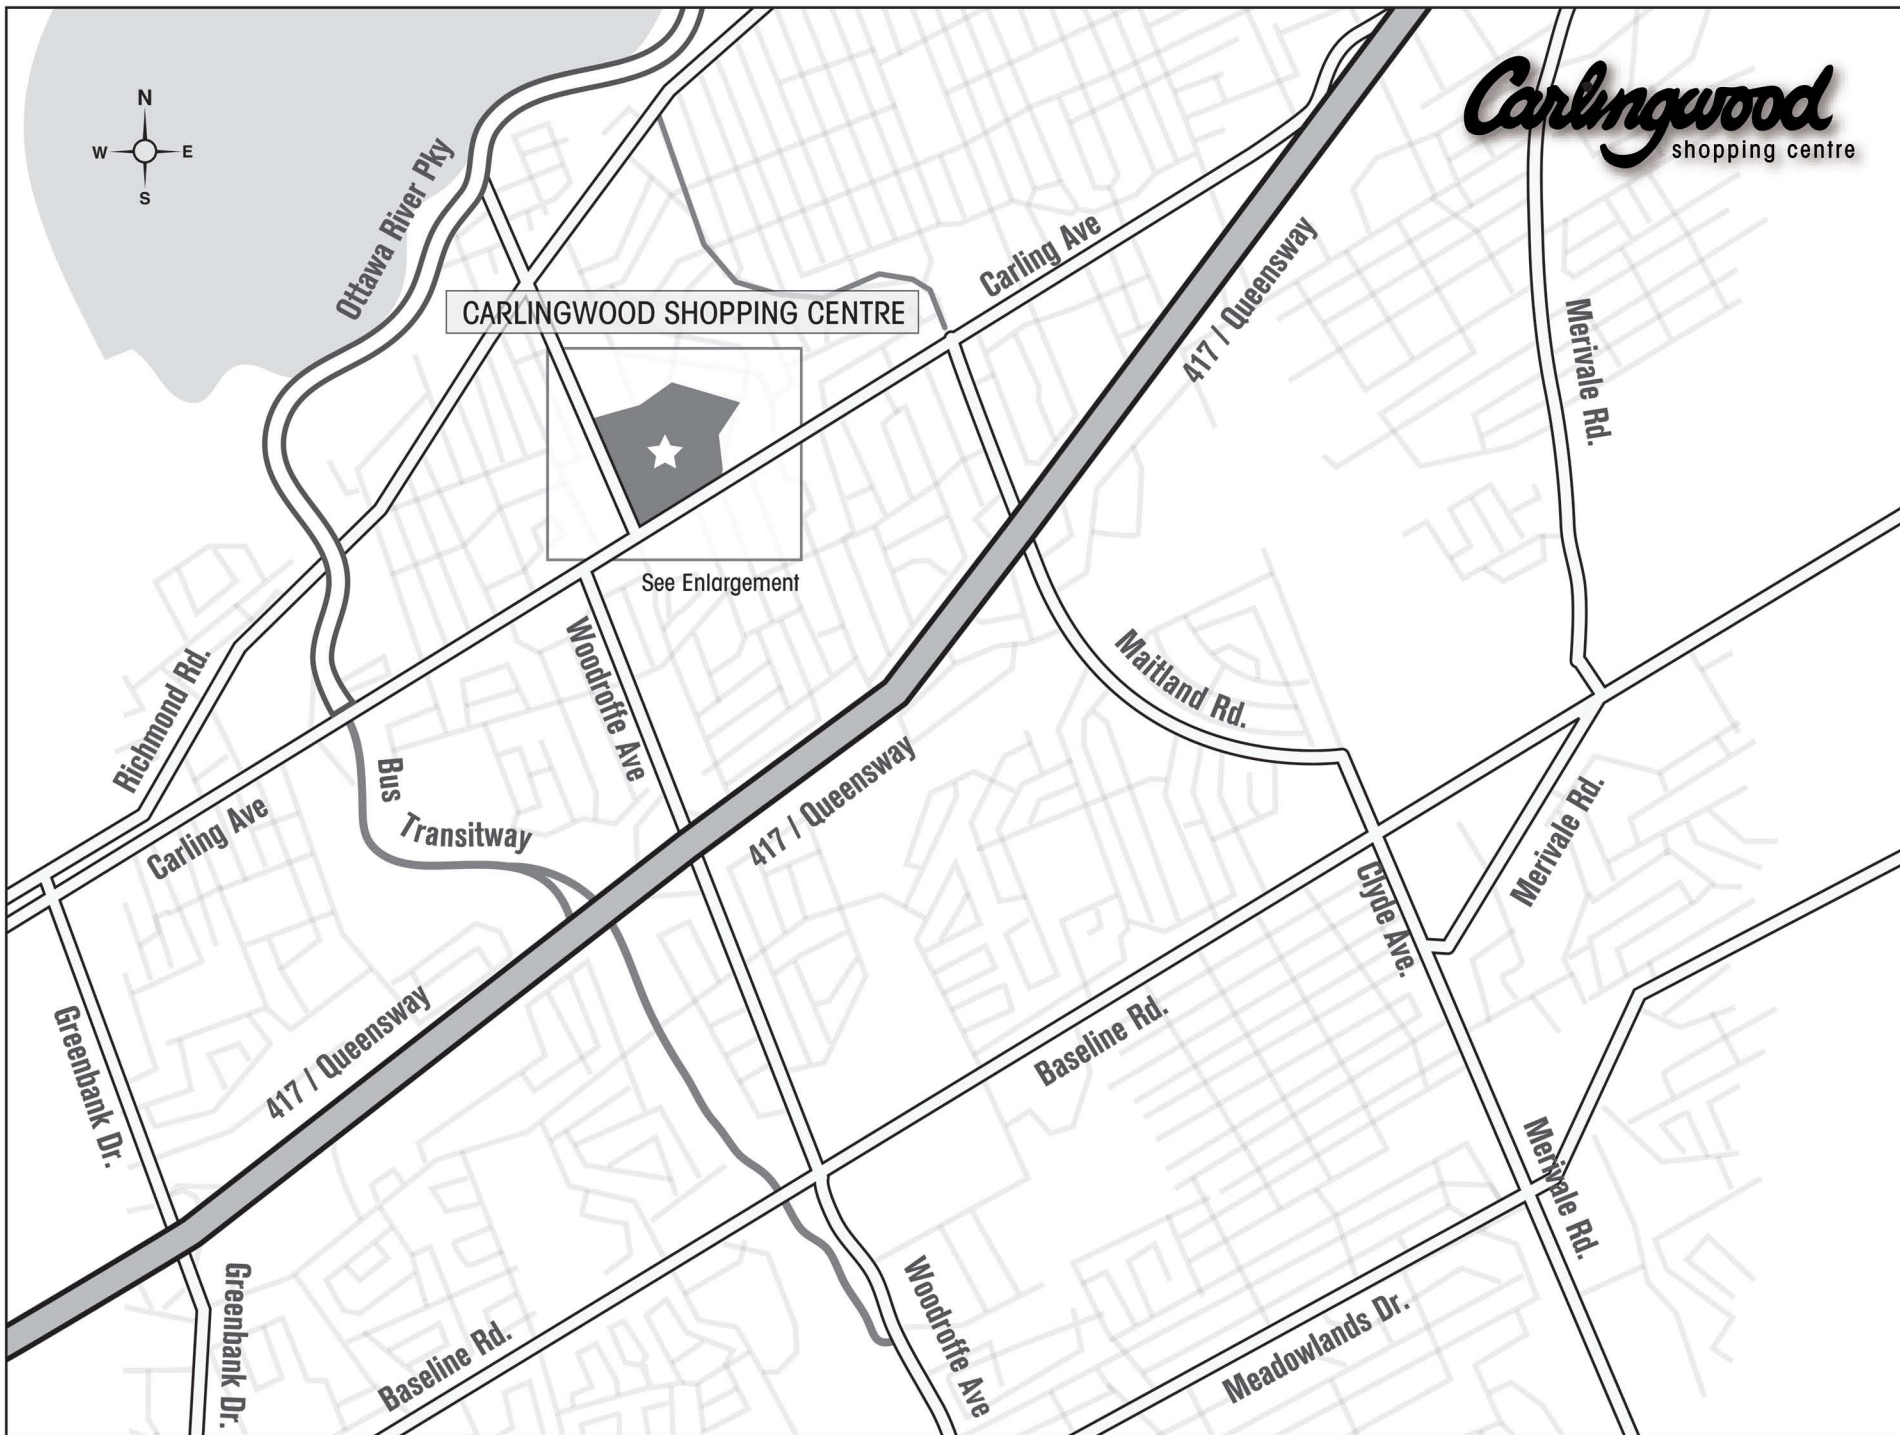 Carlingwood
shopping centre
N
W E
S
Ottawa River Pky
CARLINGWOOD SHOPPING CENTRE
Carling Ave
417 / Queensway
Merivale Rd.
See Enlargement
Richmond Rd.
Woodroffe Ave
Maitland Rd.
Bus
Transitway
Carling Ave
417 / Queensway
Merivale Rd.
Clyde Ave.
Greenbank Dr.
417 / Queensway
Baseline Rd.
Merivale Rd.
Greenbank Dr.
Baseline Rd.
Woodroffe Ave
Meadowlands Dr.